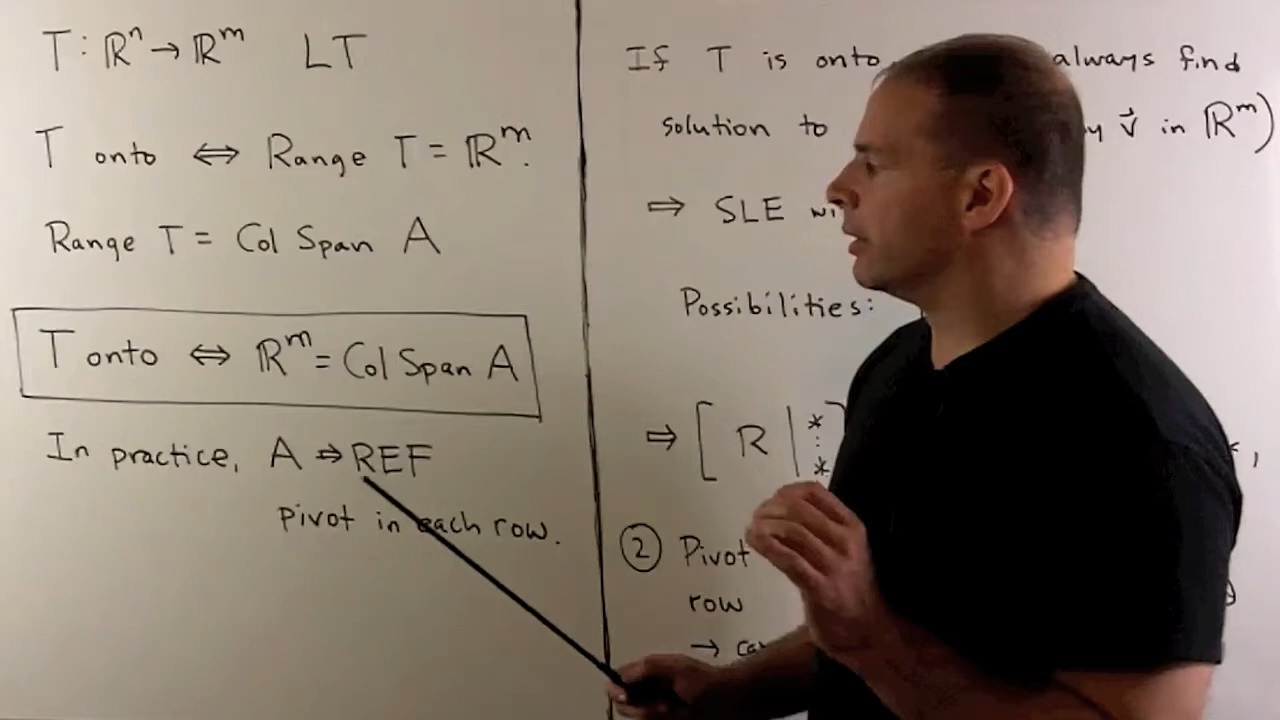 T : ℝⁿ → ℝᵐ LT
T onto ⇔ Range T = ℝᵐ.
Range T = Col Span A
T onto ⇔ ℝᵐ = Col Span A
In practice, A ⇒ REF
pivot in each row.
If T is onto always find
solution to v⃗ in ℝᵐ)
⇒ SLE
Possibilities:
⇒ [ R | * ⋮ * ]
② Pivot
row
→